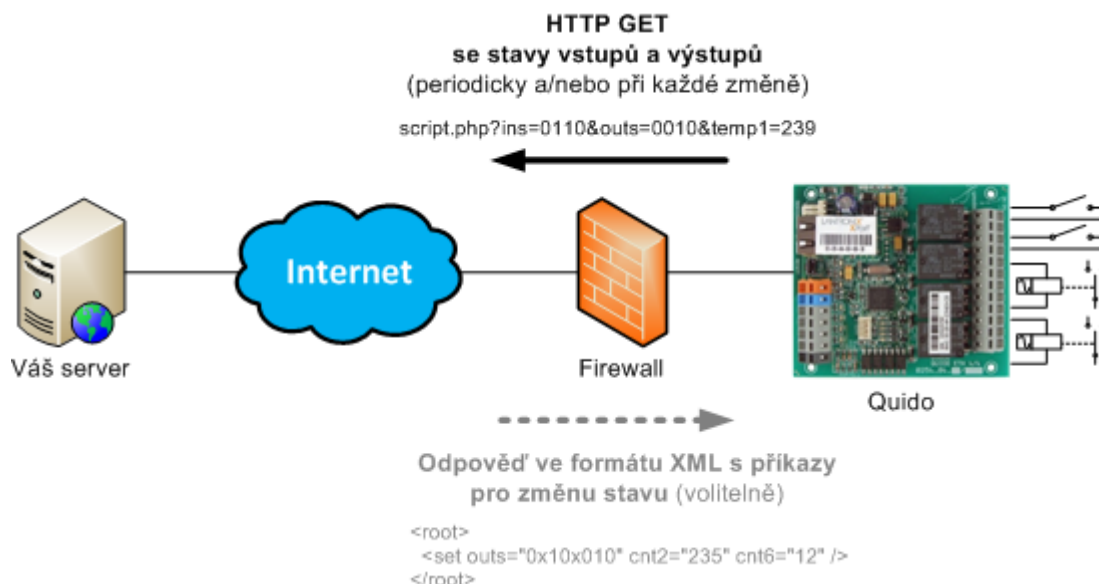 HTTP GET
se stavy vstupů a výstupů
(periodicky a/nebo při každé změně)
script.php?ins=0110&outs=0010&temp1=239
Internet
LANTRONIX
XPort
Váš server
Firewall
Quido
Odpověď ve formátu XML s příkazy
pro změnu stavu (volitelně)
<root>
<set outs="0x10x010" cnt2="235" cnt6="12" />
</root>